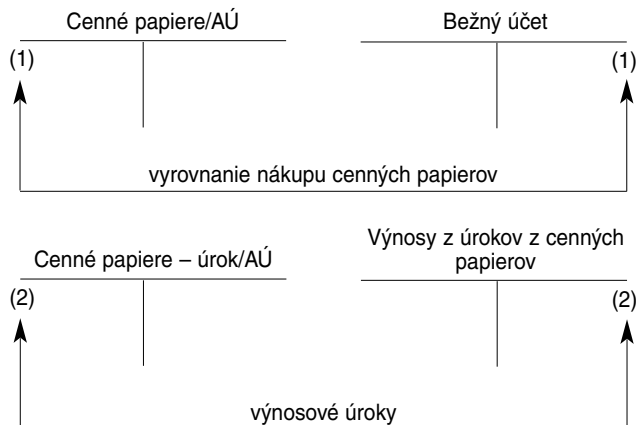 Cenné papiere/AÚ Bežný účet
(1) (1)
vyrovnanie nákupu cenných papierov
Cenné papiere – úrok/AÚ Výnosy z úrokov z cenných
papierov
(2) (2)
výnosové úroky